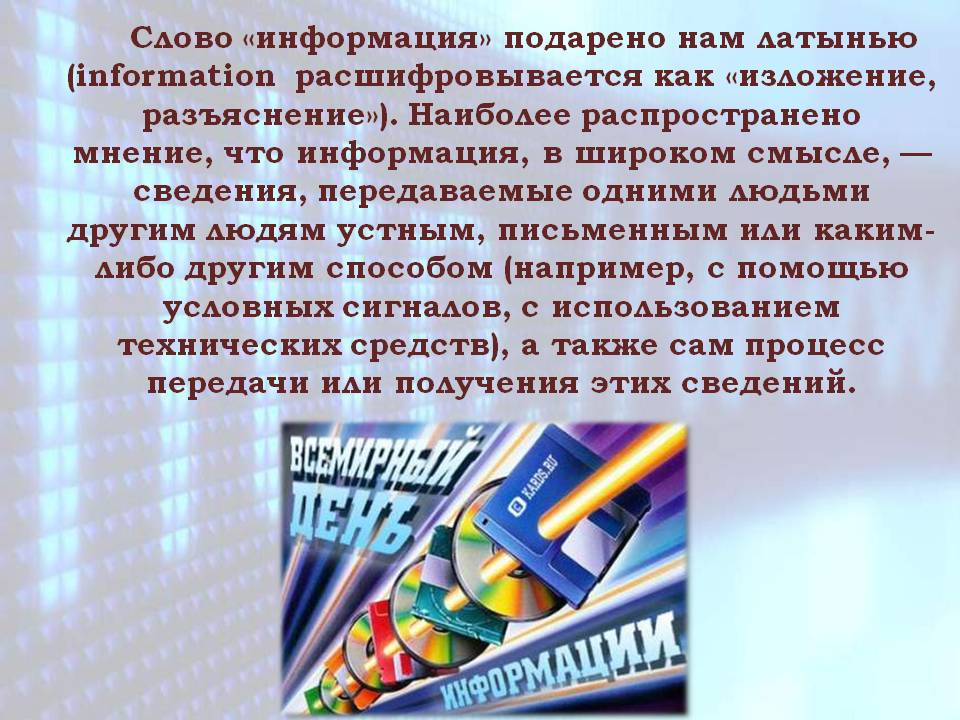 Слово «информация» подарено нам латынью
(information расшифровывается как «изложение,
разъяснение»). Наиболее распространено
мнение, что информация, в широком смысле, —
сведения, передаваемые одними людьми
другим людям устным, письменным или каким-
либо другим способом (например, с помощью
условных сигналов, с использованием
технических средств), а также сам процесс
передачи или получения этих сведений.
ВСЕМИРНЫЙ
ДЕНЬ
© KARDS.RU
ИНФОРМАЦИИ